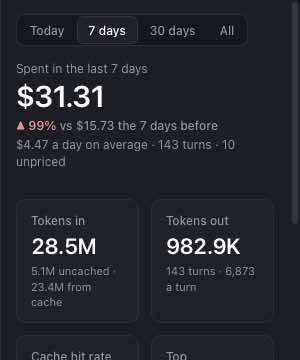 Today 7 days 30 days All
Spent in the last 7 days
$31.31
▲ 99% vs $15.73 the 7 days before
$4.47 a day on average · 143 turns · 10
unpriced
Tokens in
28.5M
5.1M uncached ·
23.4M from
cache
Tokens out
982.9K
143 turns · 6,873
a turn
Cache hit rate
Top